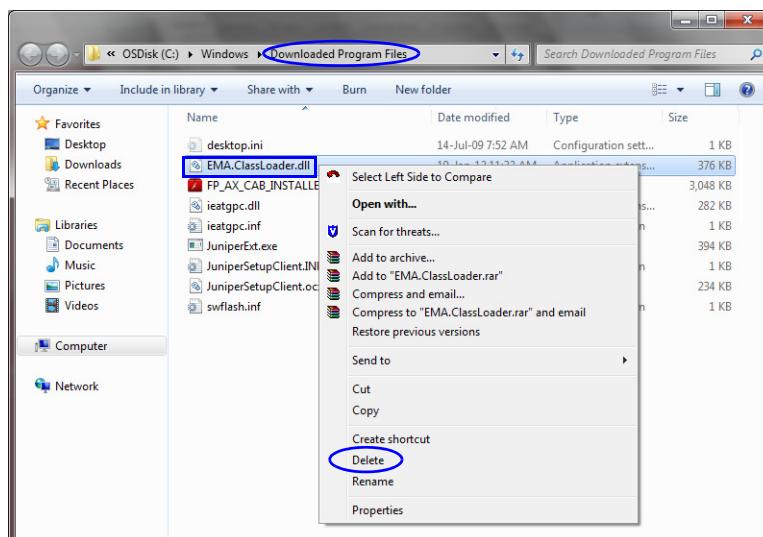 « OSDisk (C:) Windows Downloaded Program Files Search Downloaded Program Files
Organize Include in library Share with Burn New folder
Name Date modified Type Size
Favorites
Desktop
Downloads
Recent Places
Libraries
Documents
Music
Pictures
Videos
Computer
Network
desktop.ini 14-Jul-09 7:52 AM Configuration sett... 1 KB
EMA.ClassLoader.dll 376 KB
FP_AX_CAB_INSTALLE 3,048 KB
ieatgpc.dll 282 KB
ieatgpc.inf 1 KB
JuniperExt.exe 394 KB
JuniperSetupClient.INI 1 KB
JuniperSetupClient.oc 234 KB
swflash.inf 1 KB
Select Left Side to Compare
Open with...
Scan for threats...
Add to archive...
Add to "EMA.ClassLoader.rar"
Compress and email...
Compress to "EMA.ClassLoader.rar" and email
Restore previous versions
Send to
Cut
Copy
Create shortcut
Delete
Rename
Properties